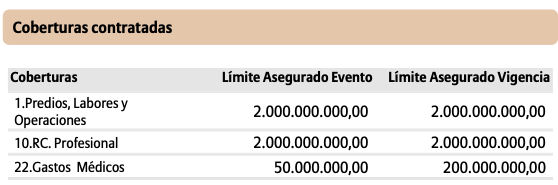 Coberturas contratadas
Coberturas Límite Asegurado Evento Límite Asegurado Vigencia
1.Predios, Labores y
Operaciones 2.000.000.000,00 2.000.000.000,00
10.RC. Profesional 2.000.000.000,00 2.000.000.000,00
22.Gastos Médicos 50.000.000,00 200.000.000,00